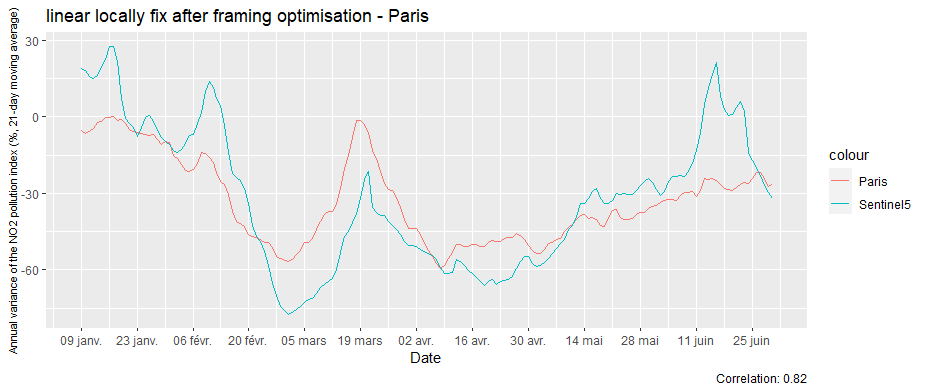 linear locally fix after framing optimisation - Paris
Annual variance of the NO2 pollution index (%, 21-day moving average)
30
0
-30
-60
09 janv.
23 janv.
06 févr.
20 févr.
05 mars
19 mars
02 avr.
16 avr.
30 avr.
14 mai
28 mai
11 juin
25 juin
Date
colour
Paris
Sentinel5
Correlation: 0.82